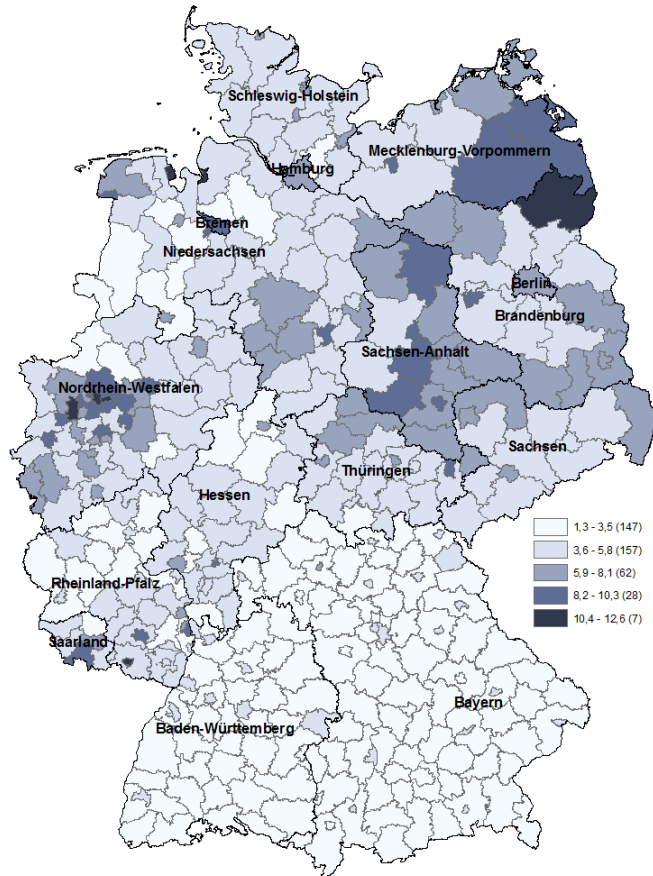 Schleswig-Holstein
Mecklenburg-Vorpommern
Hamburg
Bremen
Niedersachsen
Berlin
Brandenburg
Sachsen-Anhalt
Nordrhein-Westfalen
Sachsen
Thüringen
Hessen
1,3 - 3,5 (147)
3,6 - 5,8 (157)
5,9 - 8,1 (62)
8,2 - 10,3 (28)
10,4 - 12,6 (7)
Rheinland-Pfalz
Saarland
Bayern
Baden-Württemberg